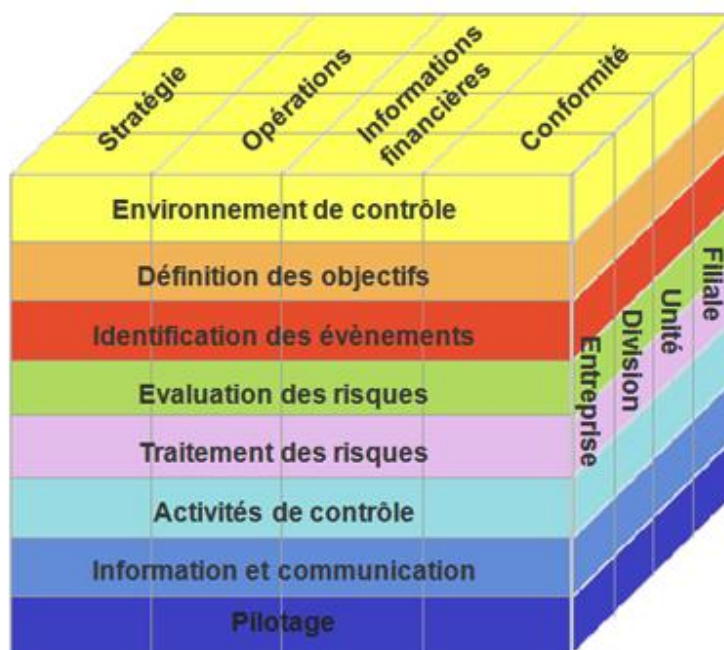 Stratégie
Opérations
Informations
financières
Conformité
Environnement de contrôle
Définition des objectifs
Identification des évènements
Evaluation des risques
Traitement des risques
Activités de contrôle
Information et communication
Pilotage
Entreprise
Division
Unité
Filiale